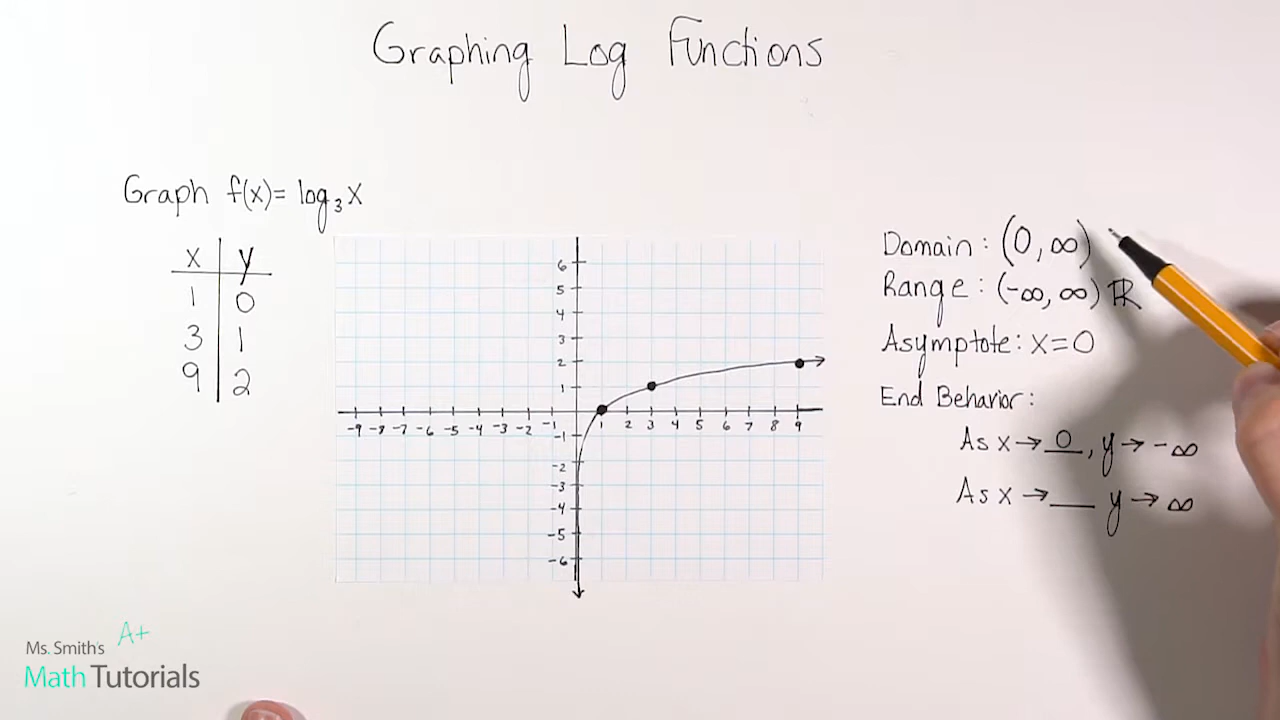 Graphing Log Functions
Graph f(x)= log₃x
x y
1 0
3 1
9 2
6
5
4
3
2
1
-9 -8 -7 -6 -5 -4 -3 -2 -1 1 2 3 4 5 6 7 8 9
-1
-2
-3
-4
-5
-6
Domain: (0, ∞)
Range: (-∞, ∞) ℝ
Asymptote: x=0
End Behavior:
As x → 0, y → -∞
As x → __ y → ∞
Ms. Smith's A+
Math Tutorials